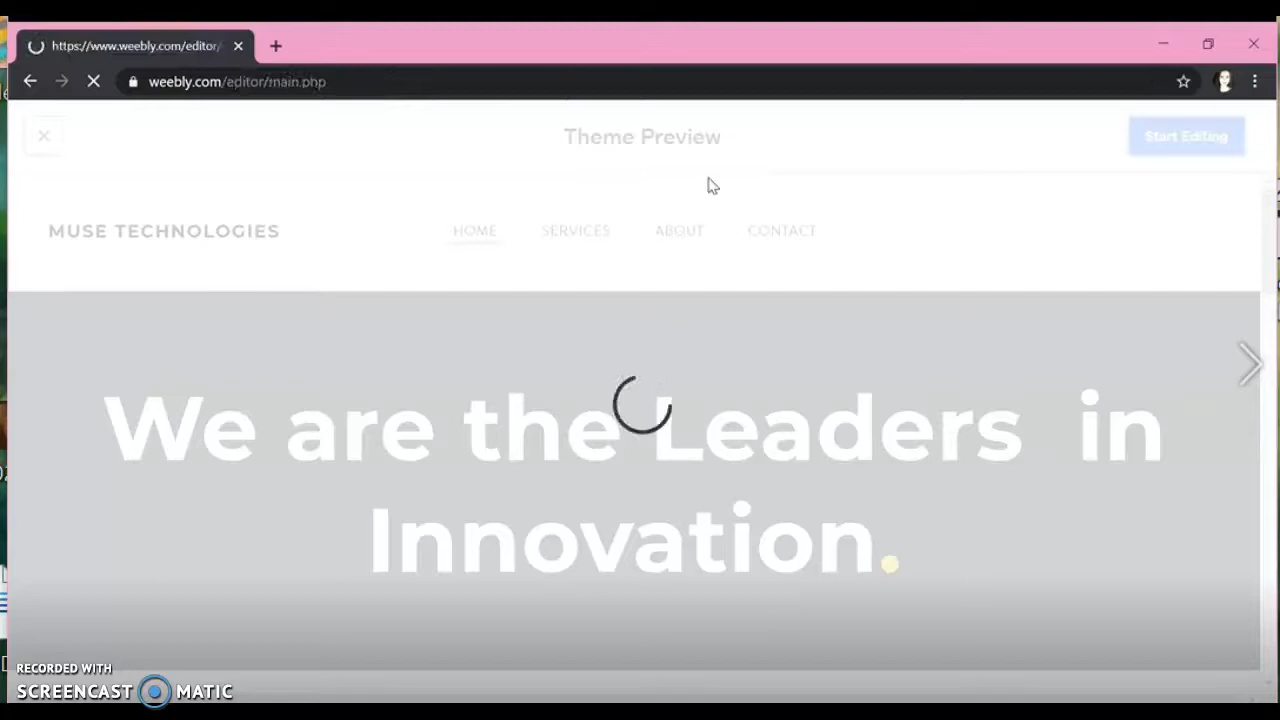 https://www.weebly.com/editor/
weebly.com/editor/main.php
Theme Preview
Start Editing
MUSE TECHNOLOGIES
HOME SERVICES ABOUT CONTACT
We are the Leaders in
Innovation.
RECORDED WITH
SCREENCAST MATIC